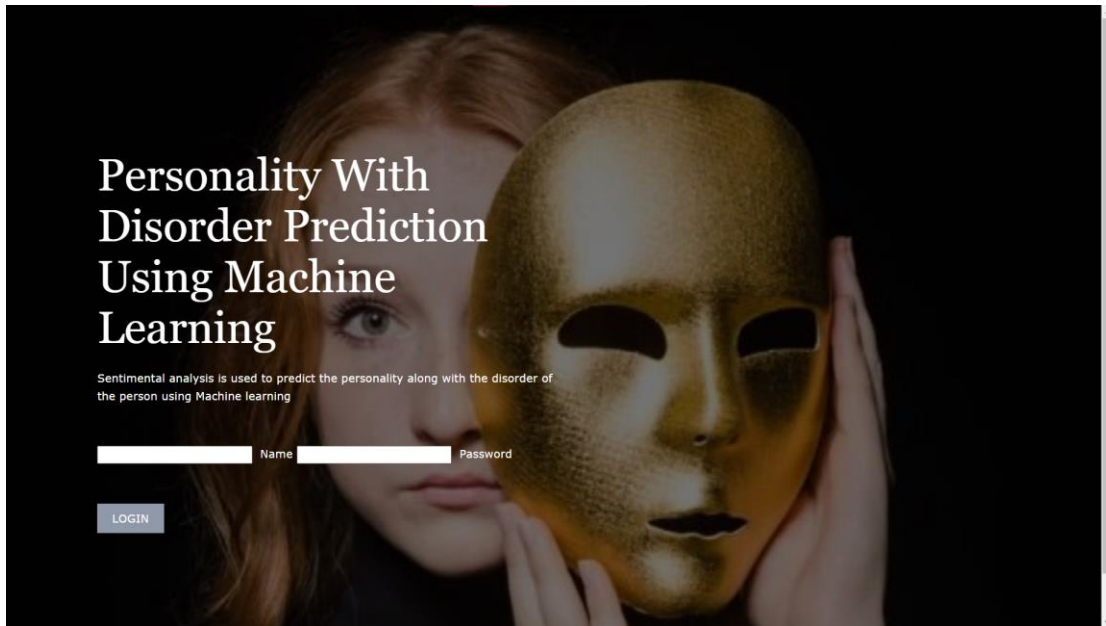 Personality With
Disorder Prediction
Using Machine
Learning
Sentimental analysis is used to predict the personality along with the disorder of
the person using Machine learning
Name Password
LOGIN